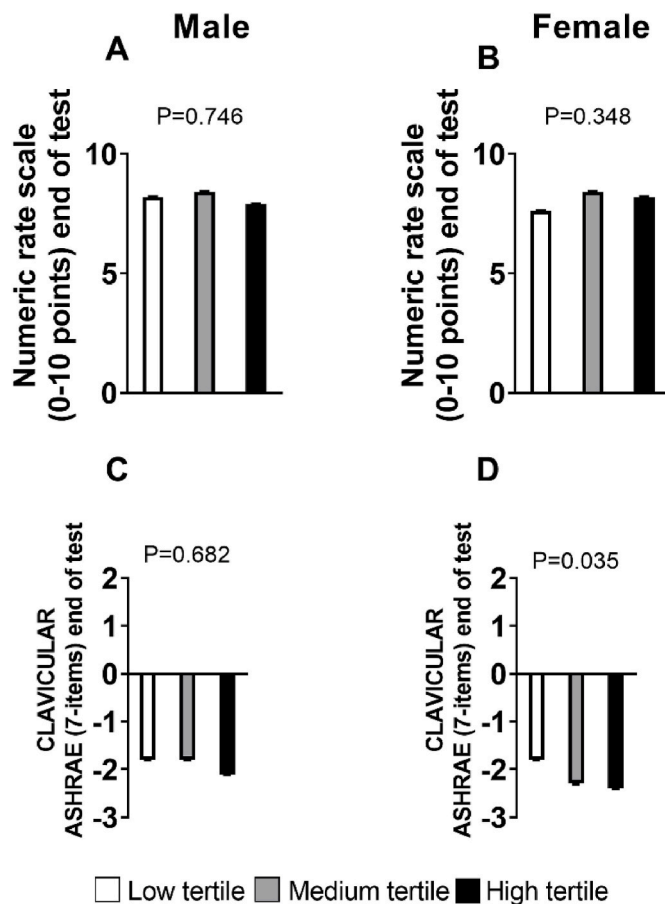 Male
Female
A
B
P=0.746
P=0.348
Numeric rate scale
(0-10 points) end of test
10
5
0
Numeric rate scale
(0-10 points) end of test
10
5
0
C
D
P=0.682
P=0.035
CLAVICULAR
ASHRAE (7-items) end of test
2
1
0
-1
-2
-3
CLAVICULAR
ASHRAE (7-items) end of test
2
1
0
-1
-2
-3
Low tertile Medium tertile High tertile